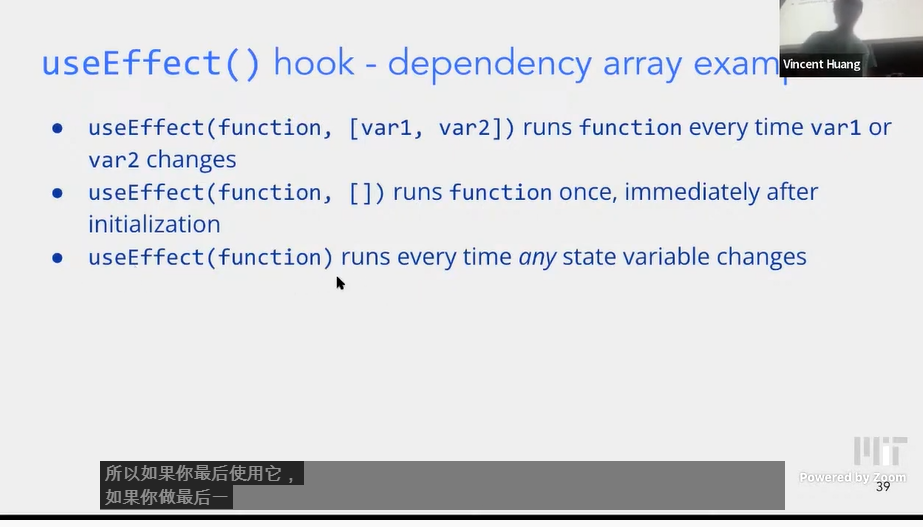 useEffect() hook - dependency array exam
Vincent Huang
● useEffect(function, [var1, var2]) runs function every time var1 or
var2 changes
● useEffect(function, []) runs function once, immediately after
initialization
● useEffect(function) runs every time any state variable changes
所以如果你最后使用它，
如果你做最后一
MIT
Powered by Zoom
39